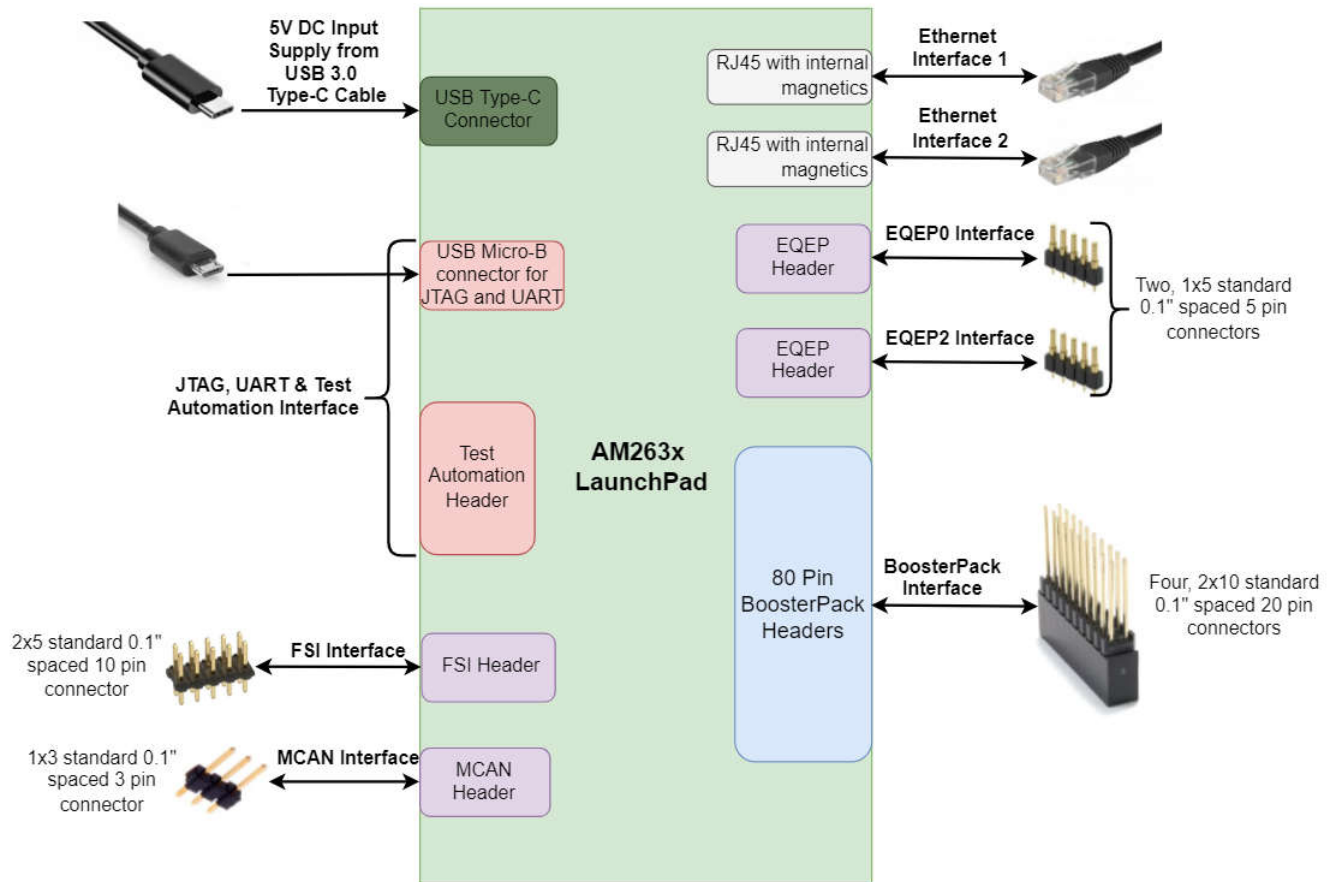 5V DC Input
Supply from
USB 3.0
Type-C Cable
USB Type-C
Connector
RJ45 with internal
magnetics
Ethernet
Interface 1
RJ45 with internal
magnetics
Ethernet
Interface 2
USB Micro-B
connector for
JTAG and UART
EQEP
Header
EQEP0 Interface
EQEP
Header
EQEP2 Interface
Two, 1x5 standard
0.1" spaced 5 pin
connectors
JTAG, UART & Test
Automation Interface
Test
Automation
Header
AM263x
LaunchPad
80 Pin
BoosterPack
Headers
BoosterPack
Interface
Four, 2x10 standard
0.1" spaced 20 pin
connectors
2x5 standard 0.1"
spaced 10 pin
connector
FSI Interface
FSI Header
1x3 standard 0.1"
spaced 3 pin
connector
MCAN Interface
MCAN
Header